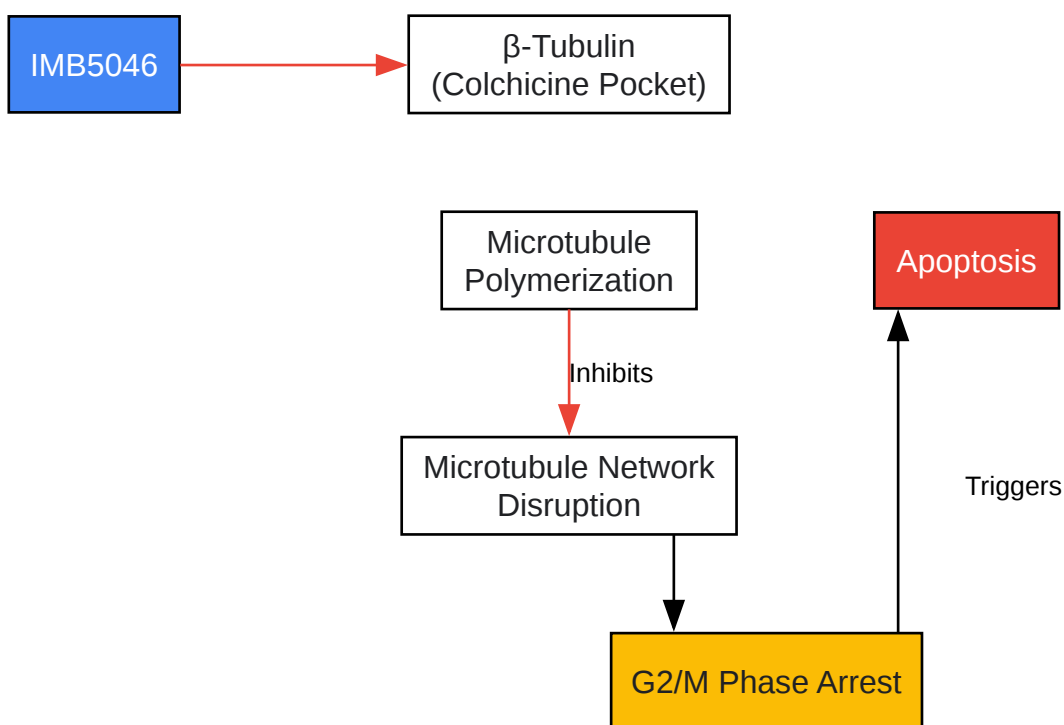 IMB5046
β-Tubulin
(Colchicine Pocket)
Microtubule
Polymerization
Apoptosis
Inhibits
Microtubule Network
Disruption
Triggers
G2/M Phase Arrest